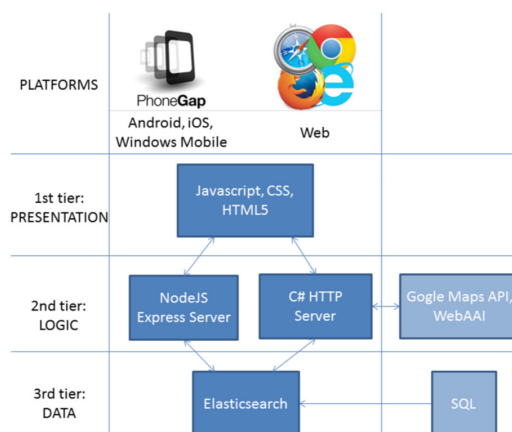 PLATFORMS
PhoneGap
Android, iOS,
Windows Mobile
Web
1st tier:
PRESENTATION
Javascript, CSS,
HTML5
2nd tier:
LOGIC
NodeJS
Express Server
C# HTTP
Server
Gogle Maps API,
WebAAI
3rd tier:
DATA
Elasticsearch
SQL